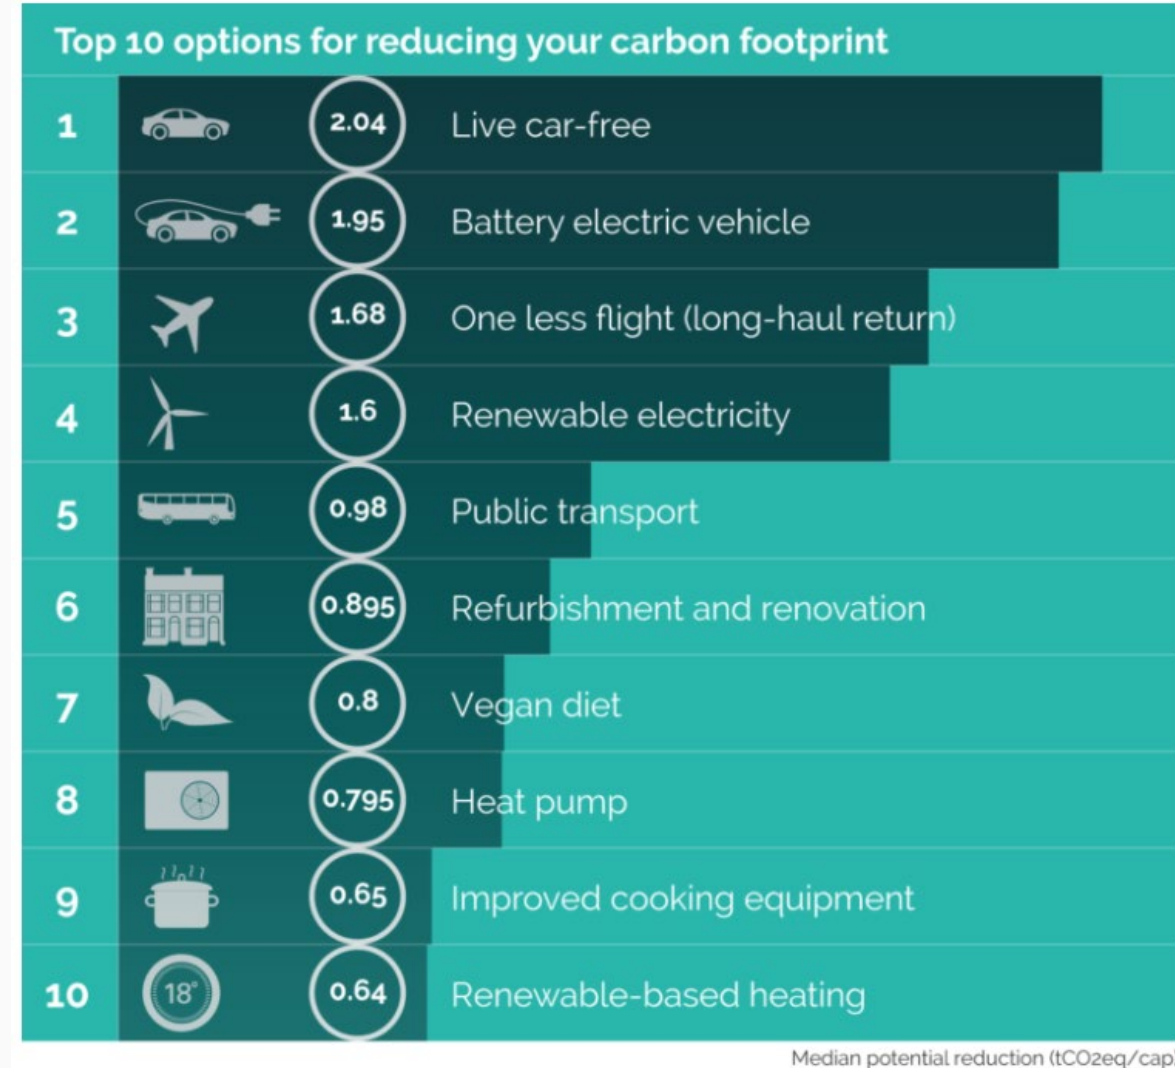 Top 10 options for reducing your carbon footprint
1 2.04 Live car-free
2 1.95 Battery electric vehicle
3 1.68 One less flight (long-haul return)
4 1.6 Renewable electricity
5 0.98 Public transport
6 0.895 Refurbishment and renovation
7 0.8 Vegan diet
8 0.795 Heat pump
9 0.65 Improved cooking equipment
10 18° 0.64 Renewable-based heating
Median potential reduction (tCO2eq/cap)